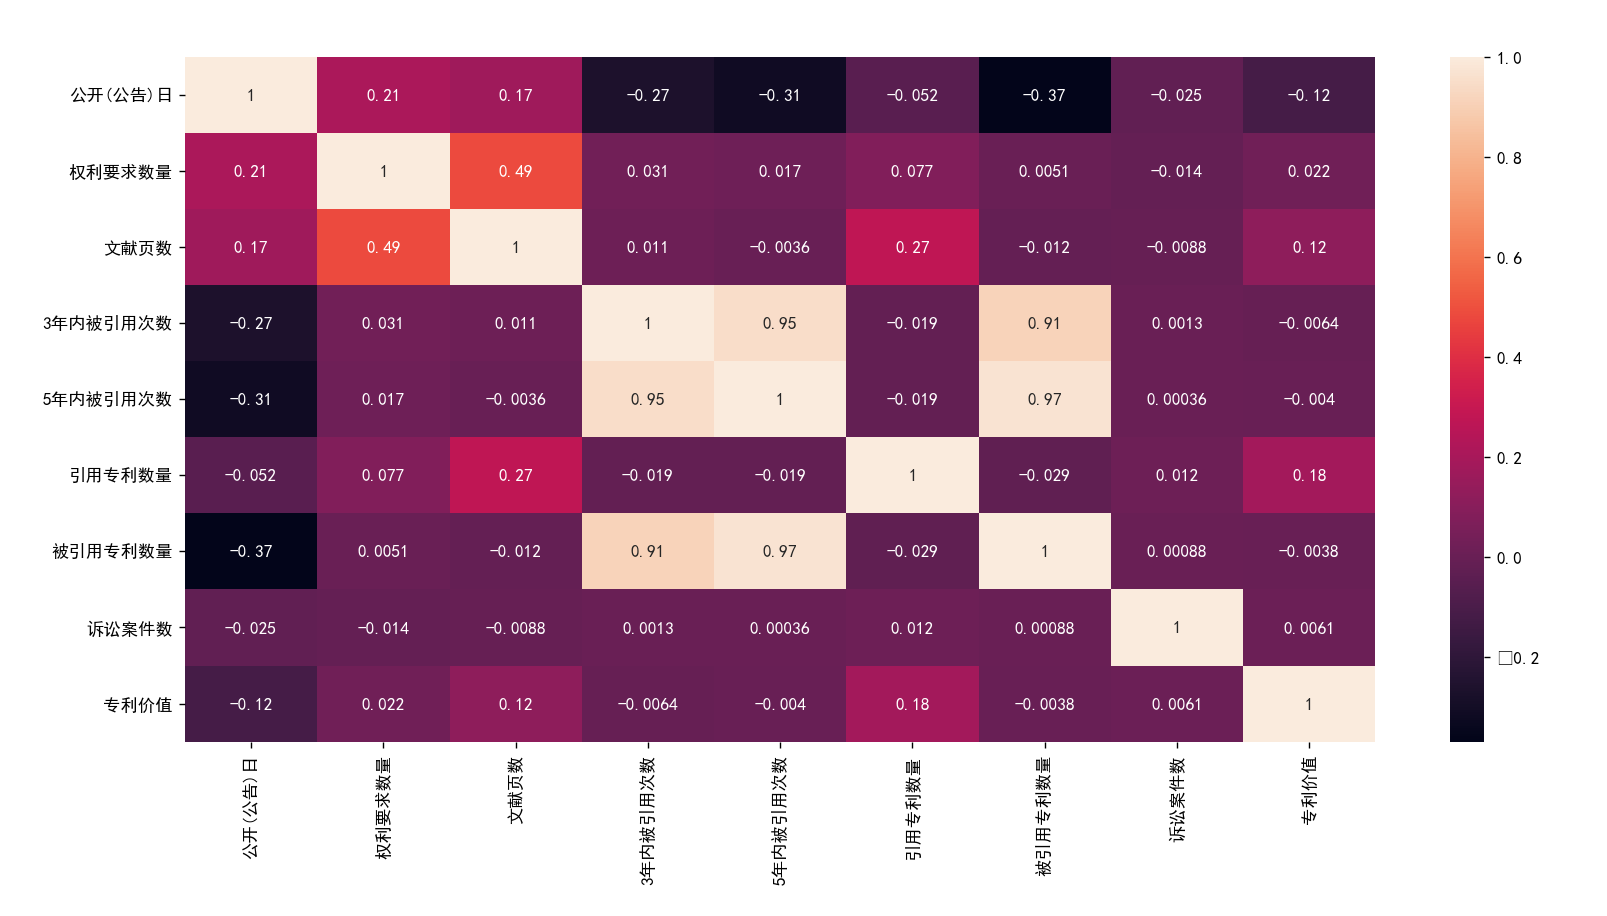 公开(公告)日 1 0.21 0.17 −0.27 −0.31 −0.052 −0.37 −0.025 −0.12
权利要求数量 0.21 1 0.49 0.031 0.017 0.077 0.0051 −0.014 0.022
文献页数 0.17 0.49 1 0.011 −0.0036 0.27 −0.012 −0.0088 0.12
3年内被引用次数 −0.27 0.031 0.011 1 0.95 −0.019 0.91 0.0013 −0.0064
5年内被引用次数 −0.31 0.017 −0.0036 0.95 1 −0.019 0.97 0.00036 −0.004
引用专利数量 −0.052 0.077 0.27 −0.019 −0.019 1 −0.029 0.012 0.18
被引用专利数量 −0.37 0.0051 −0.012 0.91 0.97 −0.029 1 0.00088 −0.0038
诉讼案件数 −0.025 −0.014 −0.0088 0.0013 0.00036 0.012 0.00088 1 0.0061
专利价值 −0.12 0.022 0.12 −0.0064 −0.004 0.18 −0.0038 0.0061 1
公开(公告)日
权利要求数量
文献页数
3年内被引用次数
5年内被引用次数
引用专利数量
被引用专利数量
诉讼案件数
专利价值
1.0
0.8
0.6
0.4
0.2
0.0
□0.2